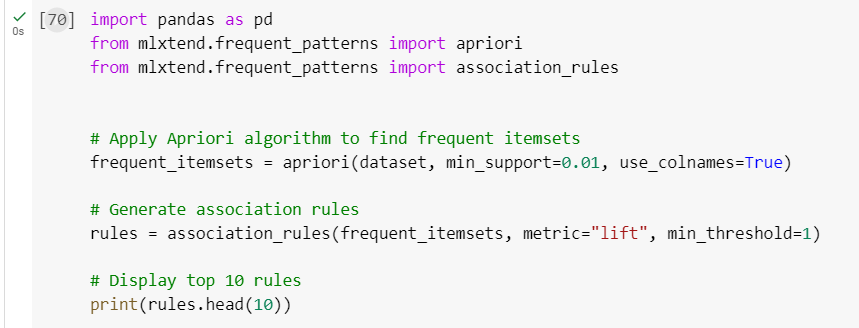 [70] import pandas as pd
0s
from mlxtend.frequent_patterns import apriori
from mlxtend.frequent_patterns import association_rules
# Apply Apriori algorithm to find frequent itemsets
frequent_itemsets = apriori(dataset, min_support=0.01, use_colnames=True)
# Generate association rules
rules = association_rules(frequent_itemsets, metric="lift", min_threshold=1)
# Display top 10 rules
print(rules.head(10))